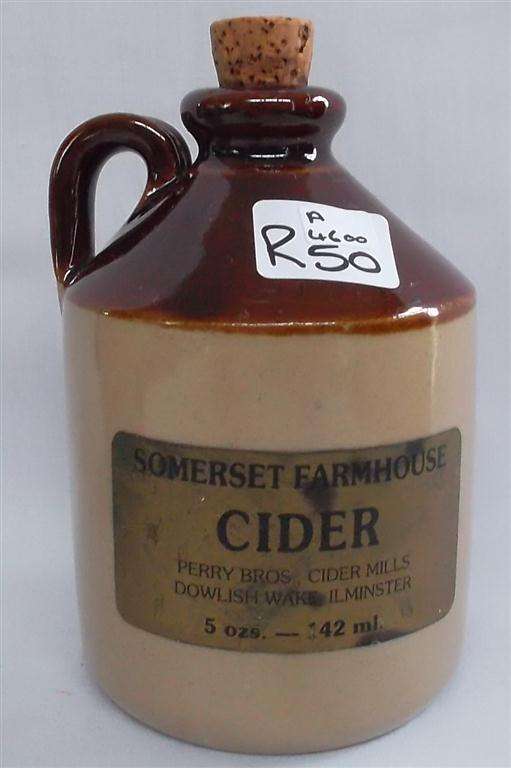 A
4600
R50
SOMERSET FARMHOUSE
CIDER
PERRY BROS. CIDER MILLS
DOWLISH WAKE, ILMINSTER
5 ozs. — 142 ml.